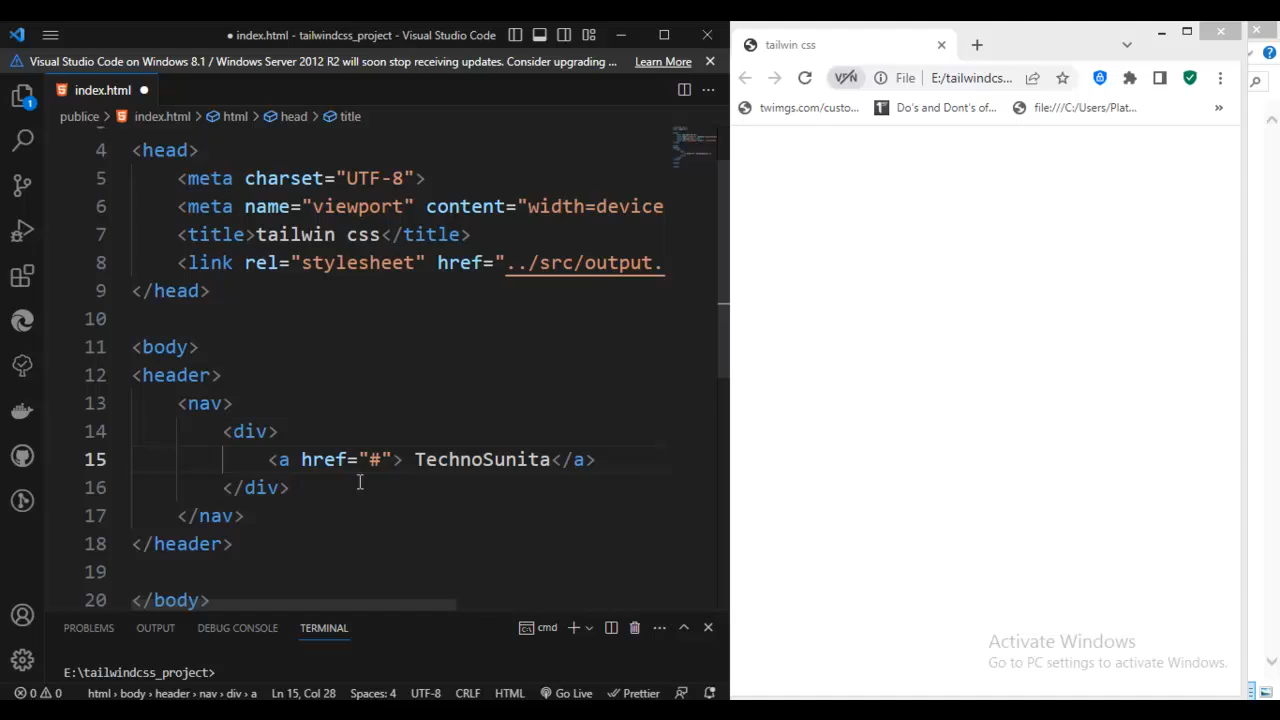 ● index.html - tailwindcss_project - Visual Studio Code
Visual Studio Code on Windows 8.1 / Windows Server 2012 R2 will soon stop receiving updates. Consider upgrading ... Learn More
index.html ●
publice > index.html > html > head > title
4 <head>
5 <meta charset="UTF-8">
6 <meta name="viewport" content="width=device
7 <title>tailwin css</title>
8 <link rel="stylesheet" href="../src/output.
9 </head>
10
11 <body>
12 <header>
13 <nav>
14 <div>
15 <a href="#"> TechnoSunita</a>
16 </div>
17 </nav>
18 </header>
19
20 </body>
PROBLEMS OUTPUT DEBUG CONSOLE TERMINAL cmd
E:\tailwindcss_project>
0 0 html › body › header › nav › div › a Ln 15, Col 28 Spaces: 4 UTF-8 CRLF HTML Go Live Prettier
1
tailwin css
VPN File E:/tailwindcs...
twimgs.com/custo... Do's and Dont's of... file:///C:/Users/Plat... »
Activate Windows
Go to PC settings to activate Windows.